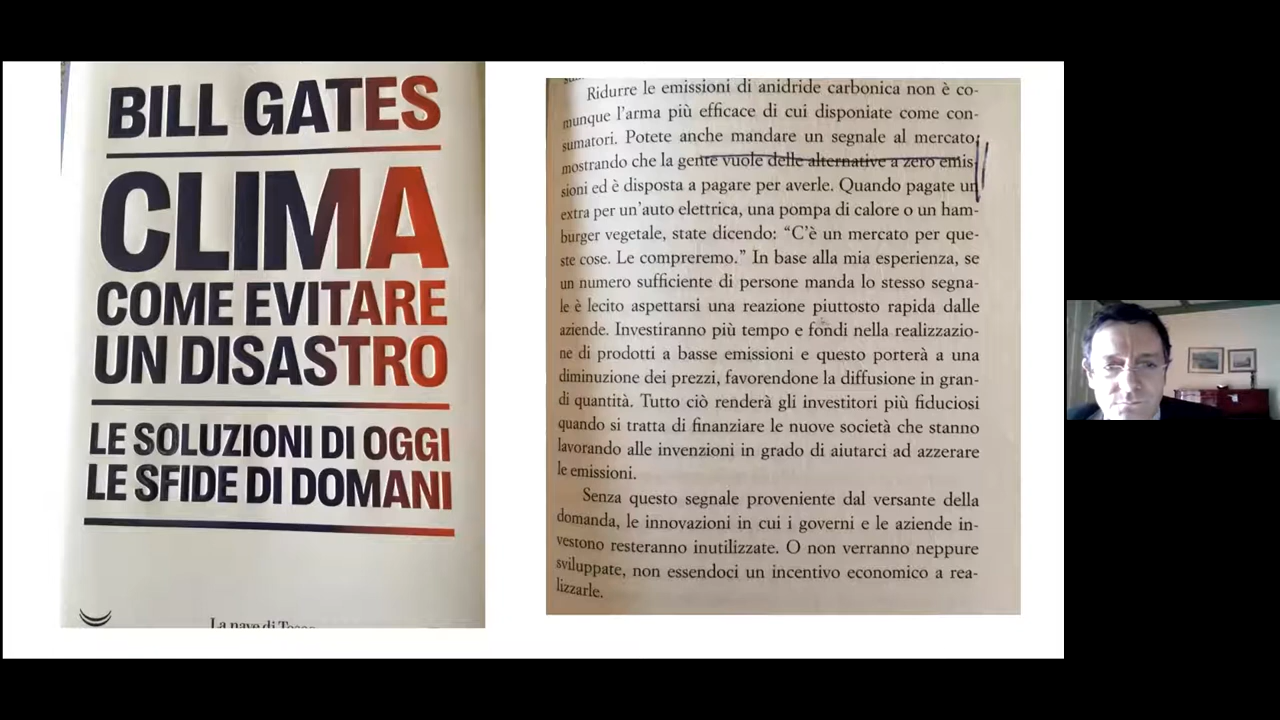 BILL GATES
CLIMA
COME EVITARE
UN DISASTRO
LE SOLUZIONI DI OGGI
LE SFIDE DI DOMANI
La nave di
Ridurre le emissioni di anidride carbonica non è co-
munque l'arma più efficace di cui disponiate come con-
sumatori. Potete anche mandare un segnale al mercato
mostrando che la gente vuole delle alternative a zero emis
sioni ed è disposta a pagare per averle. Quando pagate un
extra per un'auto elettrica, una pompa di calore o un ham-
burger vegetale, state dicendo: “C'è un mercato per que-
ste cose. Le compreremo.” In base alla mia esperienza, se
un numero sufficiente di persone manda lo stesso segna-
le è lecito aspettarsi una reazione piuttosto rapida dalle
aziende. Investiranno più tempo e fondi nella realizzazio-
ne di prodotti a basse emissioni e questo porterà a una
diminuzione dei prezzi, favorendone la diffusione in gran-
di quantità. Tutto ciò renderà gli investitori più fiduciosi
quando si tratta di finanziare le nuove società che stanno
lavorando alle invenzioni in grado di aiutarci ad azzerare
le emissioni.
Senza questo segnale proveniente dal versante della
domanda, le innovazioni in cui i governi e le aziende in-
vestono resteranno inutilizzate. O non verranno neppure
sviluppate, non essendoci un incentivo economico a rea-
lizzarle.